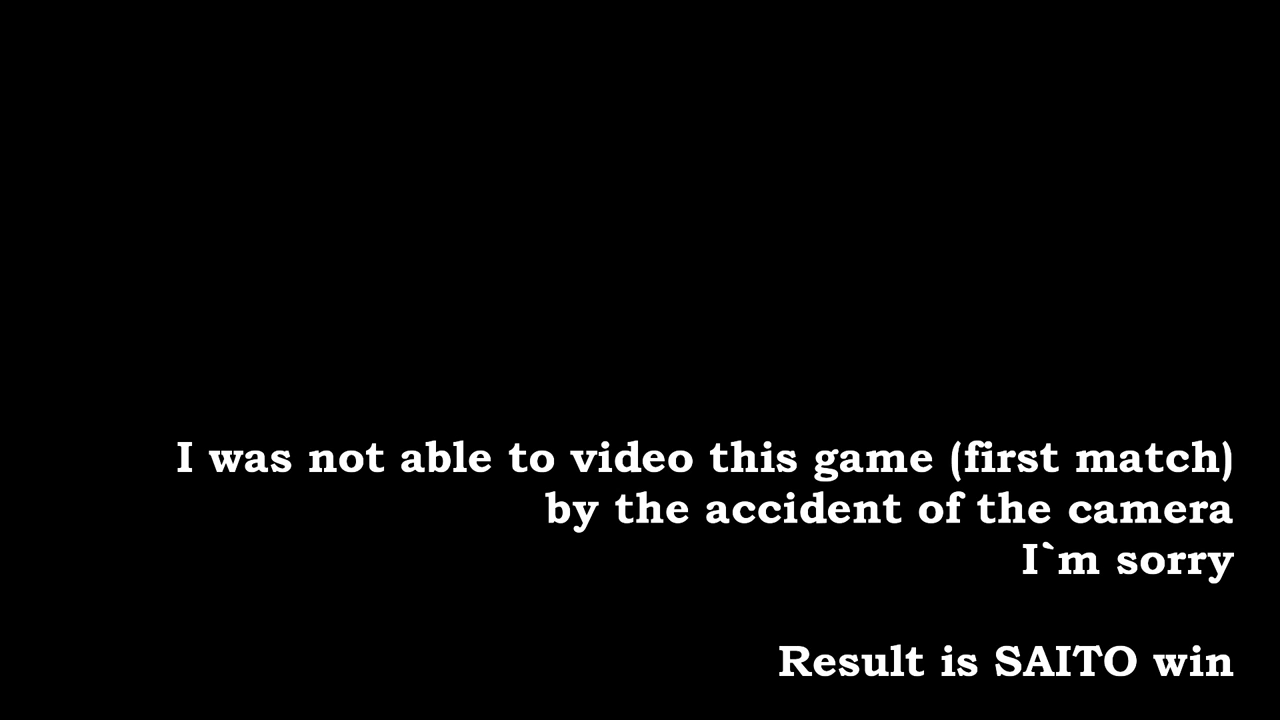 I was not able to video this game (first match)
by the accident of the camera
I`m sorry
Result is SAITO win